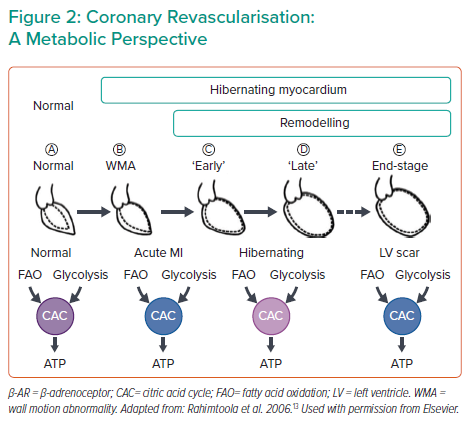 Figure 2: Coronary Revascularisation:
A Metabolic Perspective
Hibernating myocardium
Normal
Remodelling
Ⓐ Ⓑ Ⓒ Ⓓ Ⓔ
Normal WMA ‘Early’ ‘Late’ End-stage
Normal Acute MI Hibernating LV scar
FAO Glycolysis FAO Glycolysis FAO Glycolysis FAO Glycolysis
CAC CAC CAC CAC
ATP ATP ATP ATP
β-AR = β-adrenoceptor; CAC= citric acid cycle; FAO= fatty acid oxidation; LV = left ventricle. WMA =
wall motion abnormality. Adapted from: Rahimtoola et al. 2006.¹³ Used with permission from Elsevier.